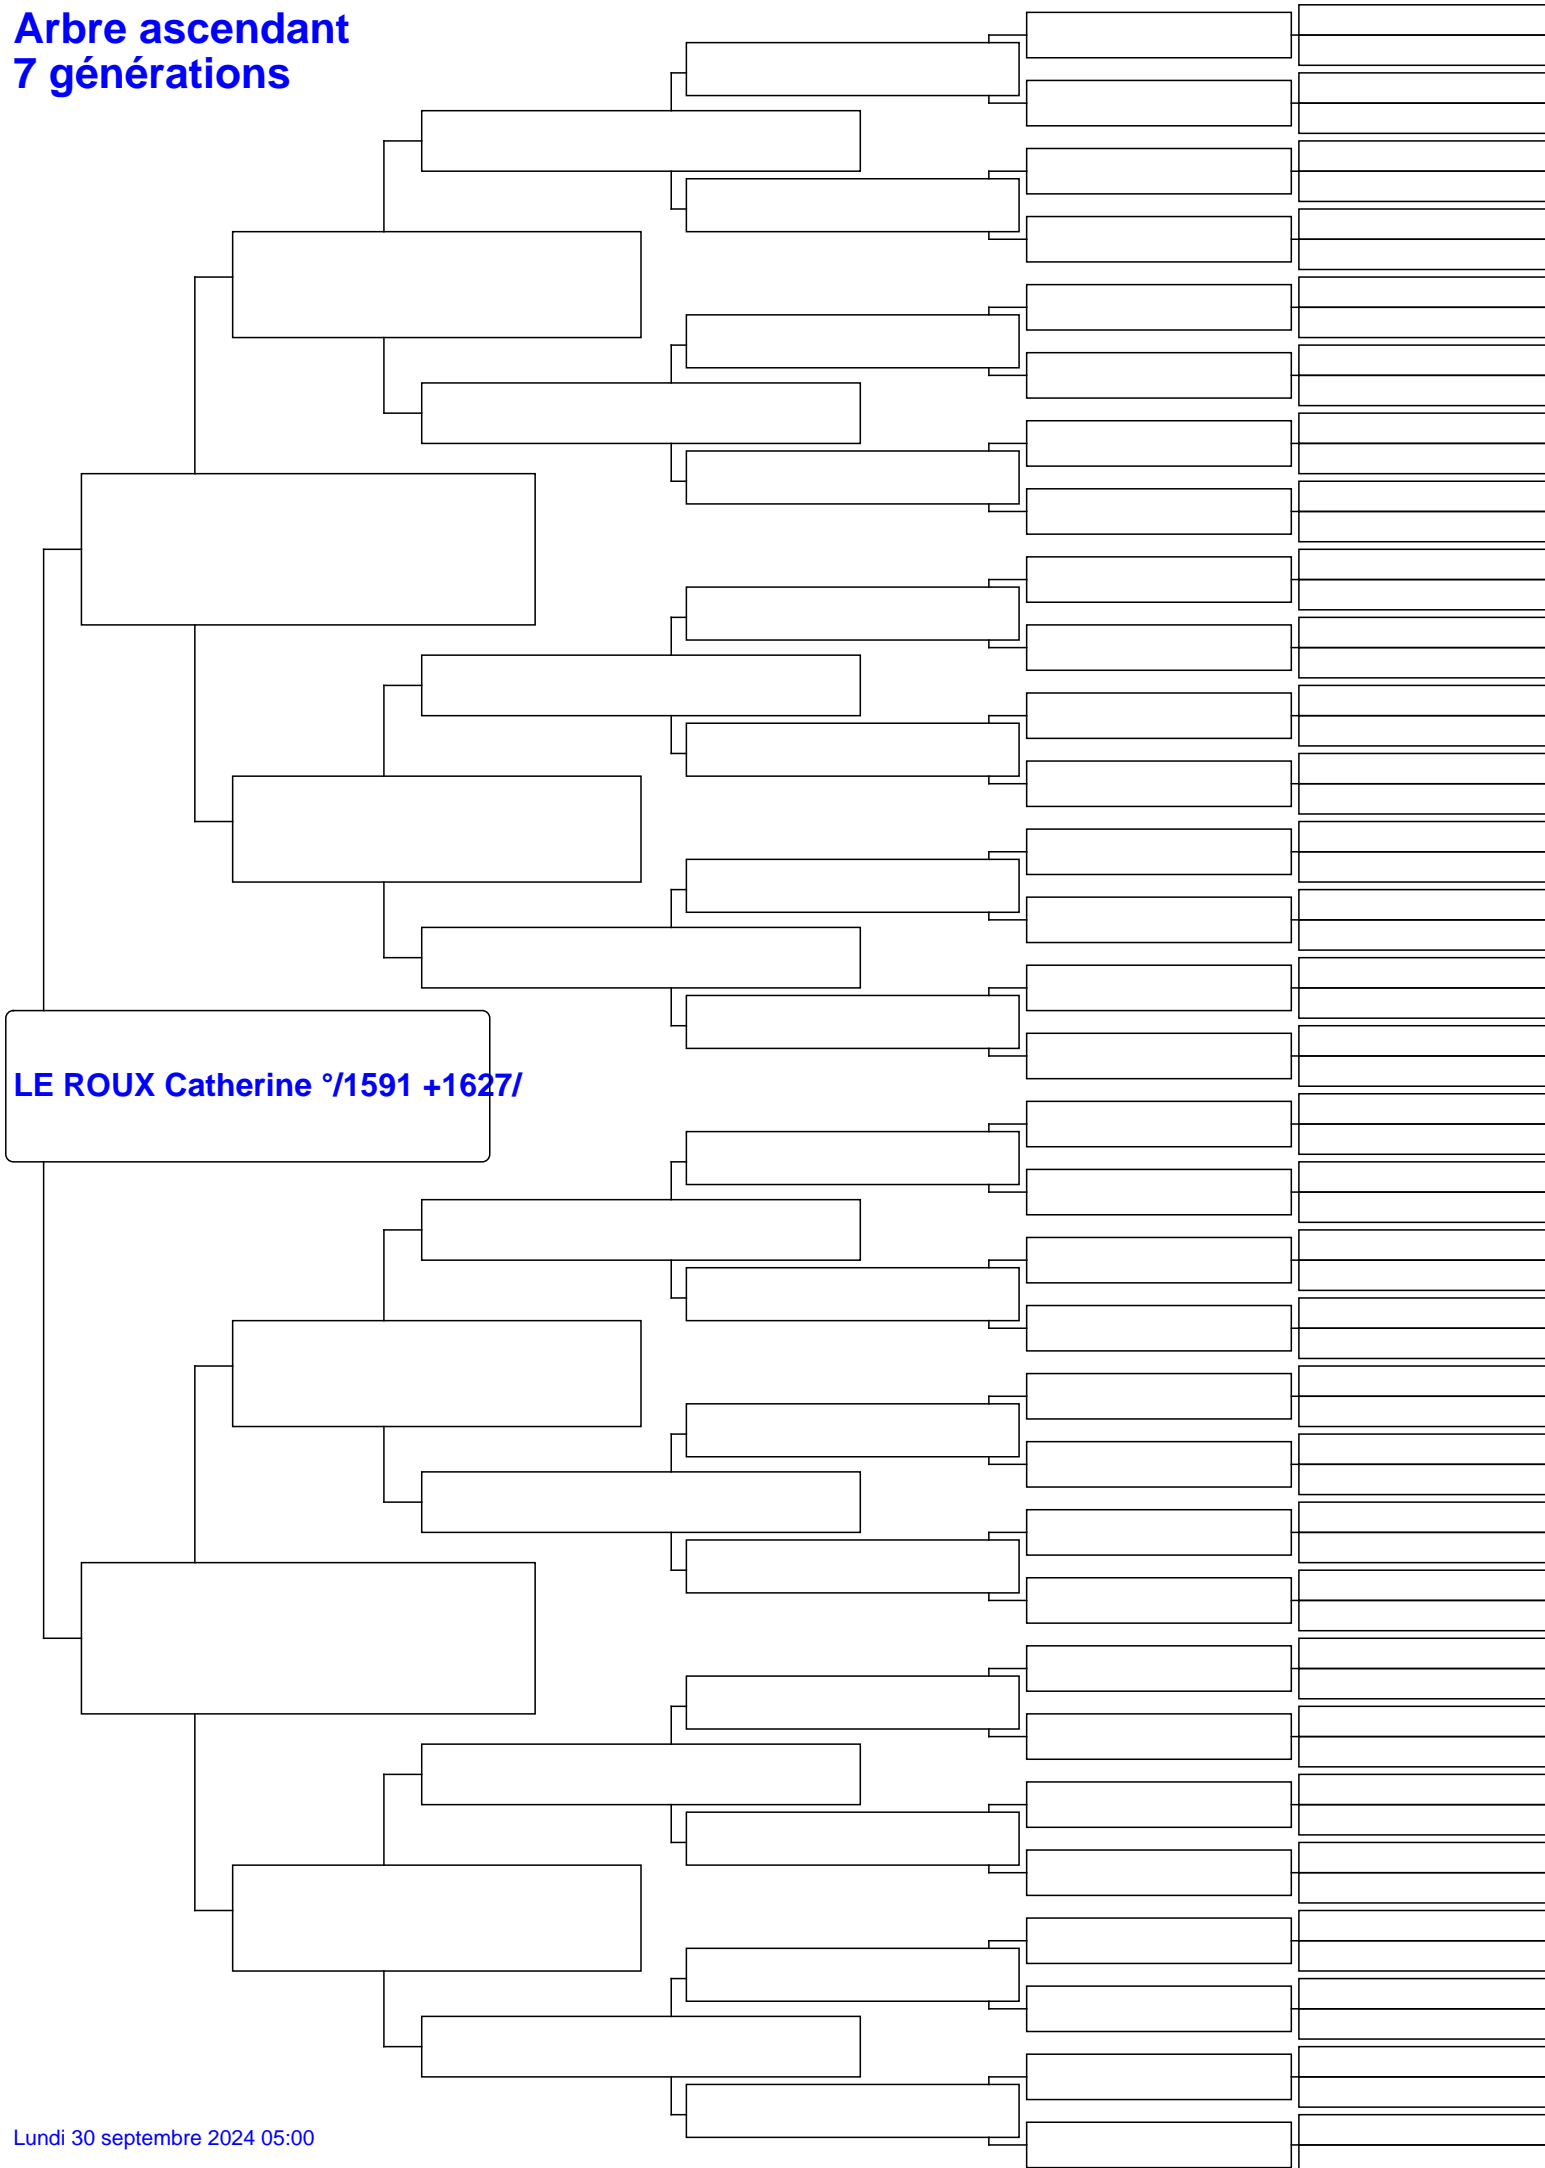 Arbre ascendant
7 générations
LE ROUX Catherine °/1591 +1627/
Lundi 30 septembre 2024 05:00